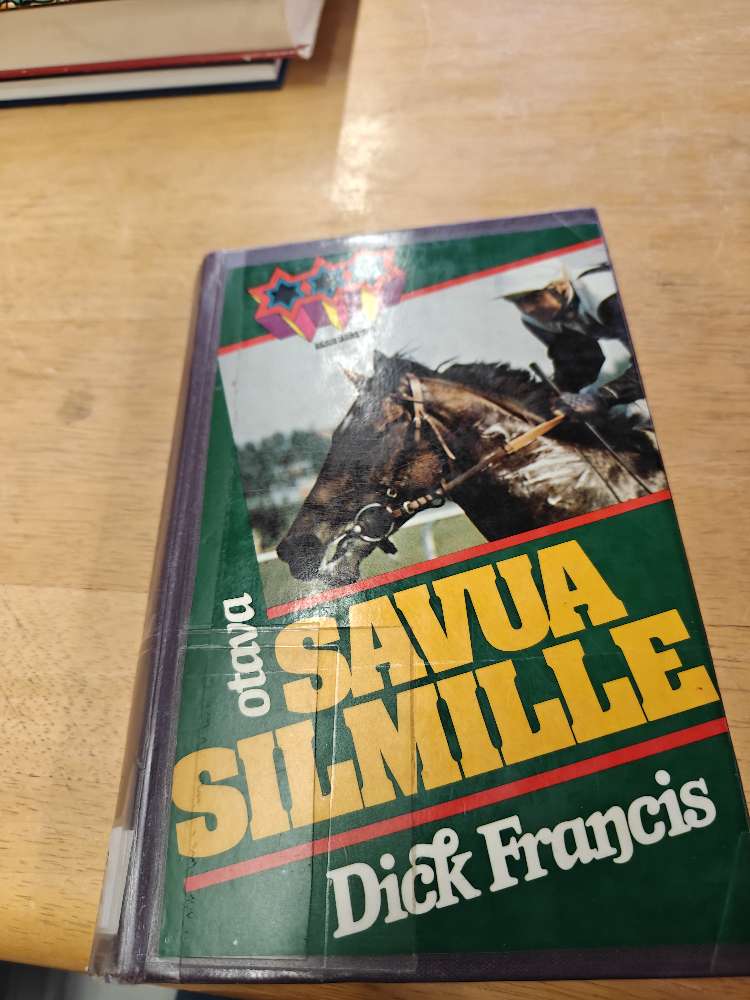 otava
SAVUA
SILMILLE
Dick Francis